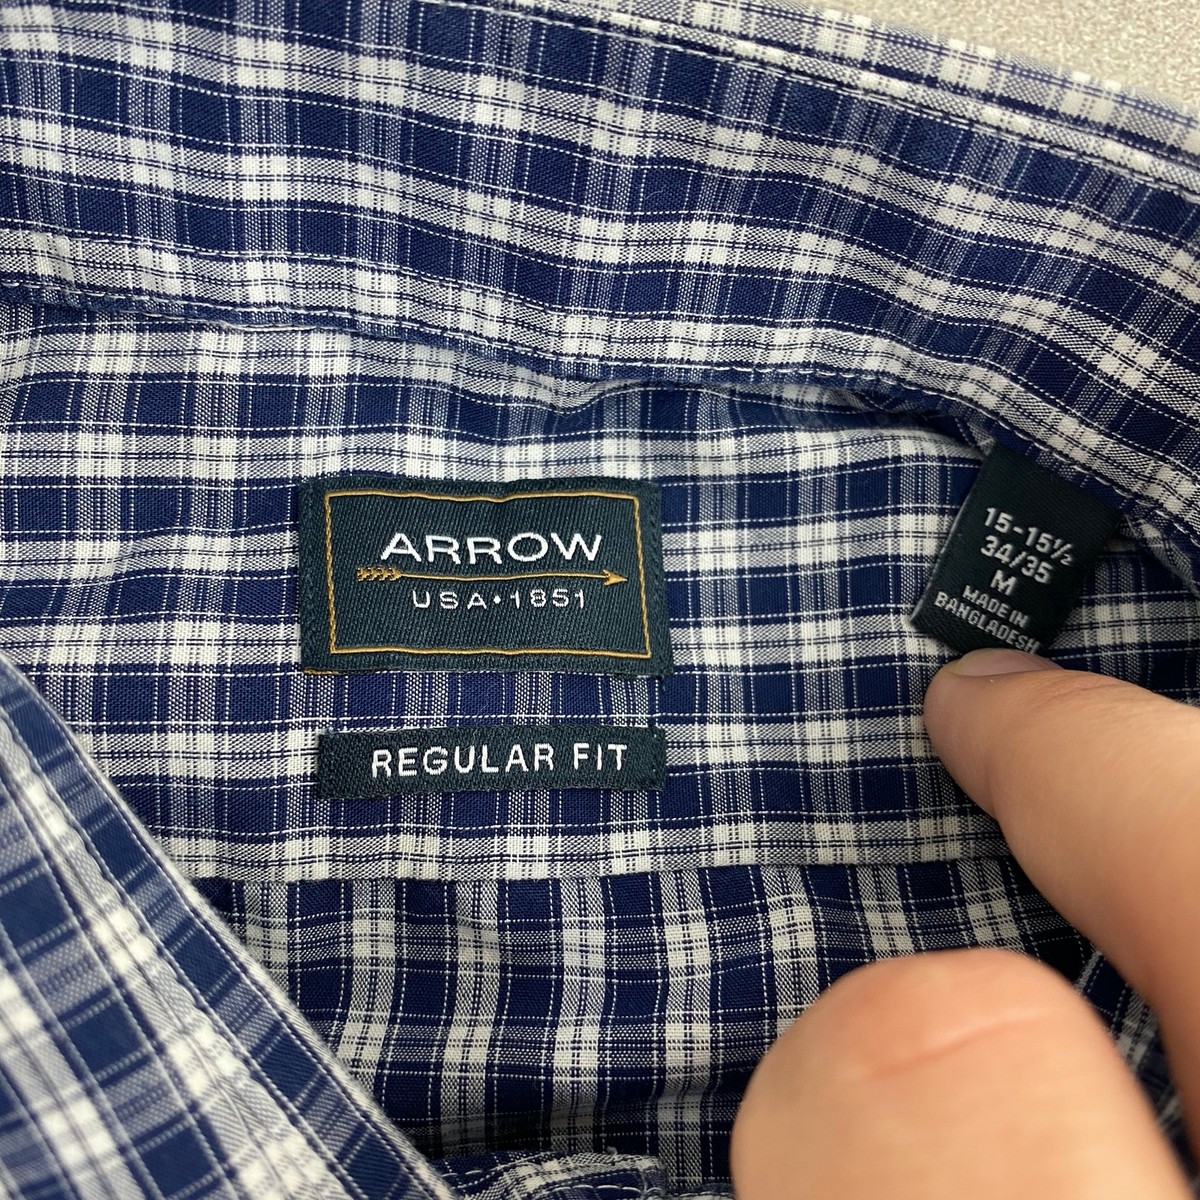 ARROW
USA•1851
REGULAR FIT
15-15½
34/35
M
MADE IN
BANGLADESH